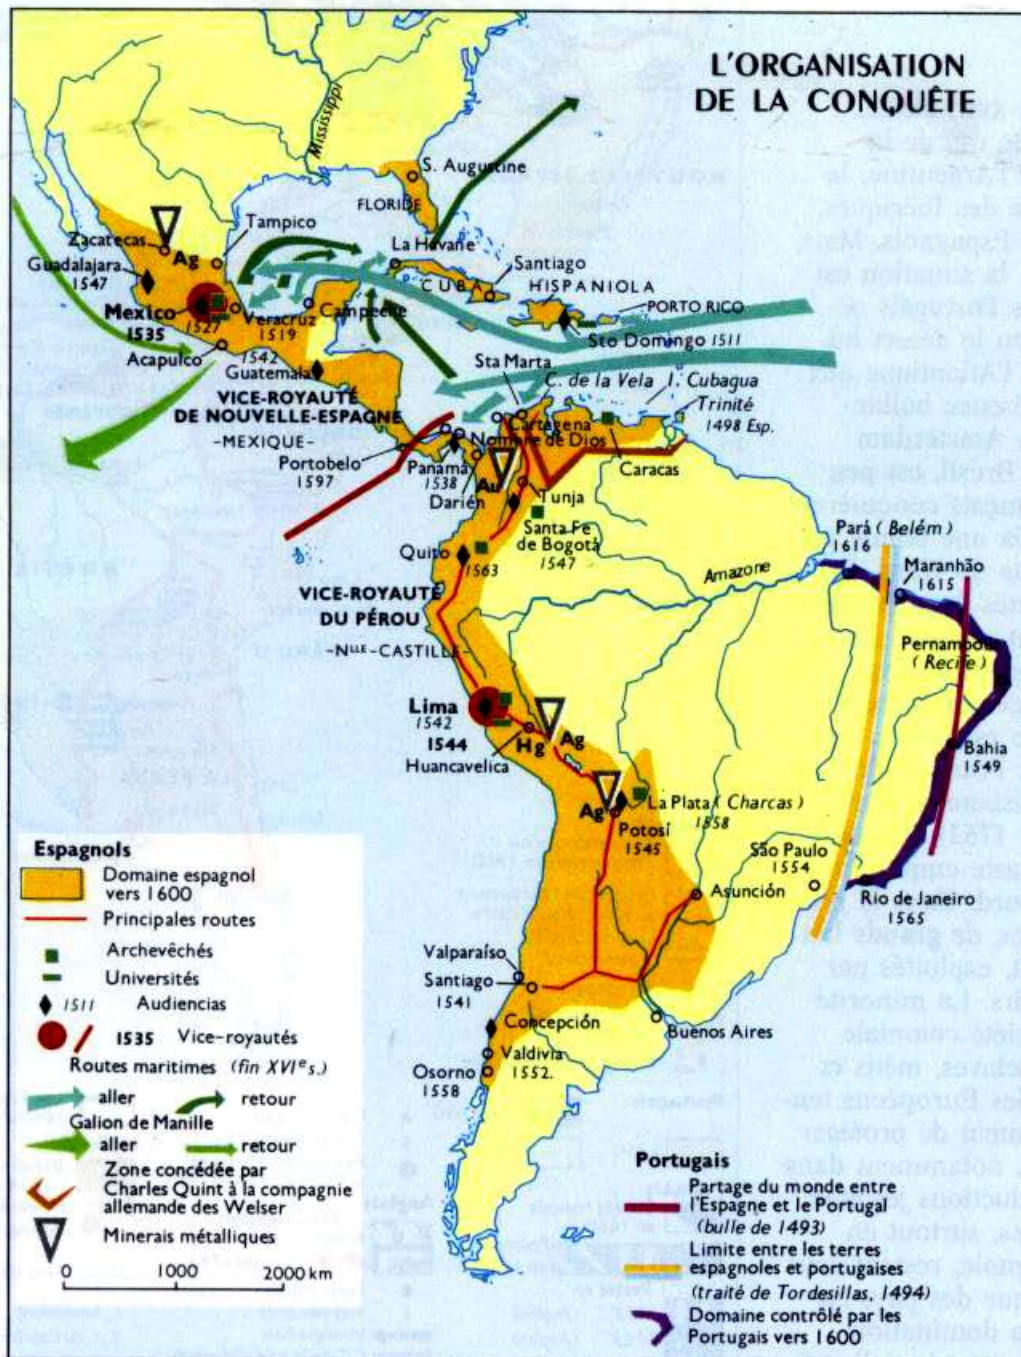 L'ORGANISATION
DE LA CONQUÊTE
Mississippi
S. Augustine
FLORIDE
Tampico
Zacatecas
Ag
Guadalajara
1547
La Havane
CUBA
Santiago
HISPANIOLA
PORTO RICO
Mexico
1535
1527
Veracruz
1519
Campeche
Sto Domingo 1511
Acapulco
1542
Guatemala
Sta Marta
C. de la Vela
I. Cubagua
Trinité
1498 Esp.
VICE-ROYAUTÉ
DE NOUVELLE-ESPAGNE
-MEXIQUE-
Cartagena
Nombre de Dios
Portobelo
1597
Panamá
1538
Darién
Au
Caracas
Tunja
Santa Fe
de Bogotá
1547
Quito
1563
Pará (Belém)
1616
Amazone
Maranhão
1615
VICE-ROYAUTÉ
DU PÉROU
-NLLE-CASTILLE-
Pernambouc
(Recife)
Lima
1542
1544
Hg
Ag
Huancavelica
Bahia
1549
Ag
La Plata (Charcas)
1558
Potosí
1545
São Paulo
1554
Asunción
Rio de Janeiro
1565
Valparaíso
Santiago
1541
Concepción
Buenos Aires
Valdivia
1552.
Osorno
1558
Espagnols
Domaine espagnol
vers 1600
Principales routes
Archevêchés
Universités
1511 Audiencias
1535 Vice-royautés
Routes maritimes (fin XVIe s.)
aller
retour
Galion de Manille
aller
retour
Zone concédée par
Charles Quint à la compagnie
allemande des Welser
Minerais métalliques
0 1000 2000 km
Portugais
Partage du monde entre
l'Espagne et le Portugal
(bulle de 1493)
Limite entre les terres
espagnoles et portugaises
(traité de Tordesillas, 1494)
Domaine contrôlé par les
Portugais vers 1600